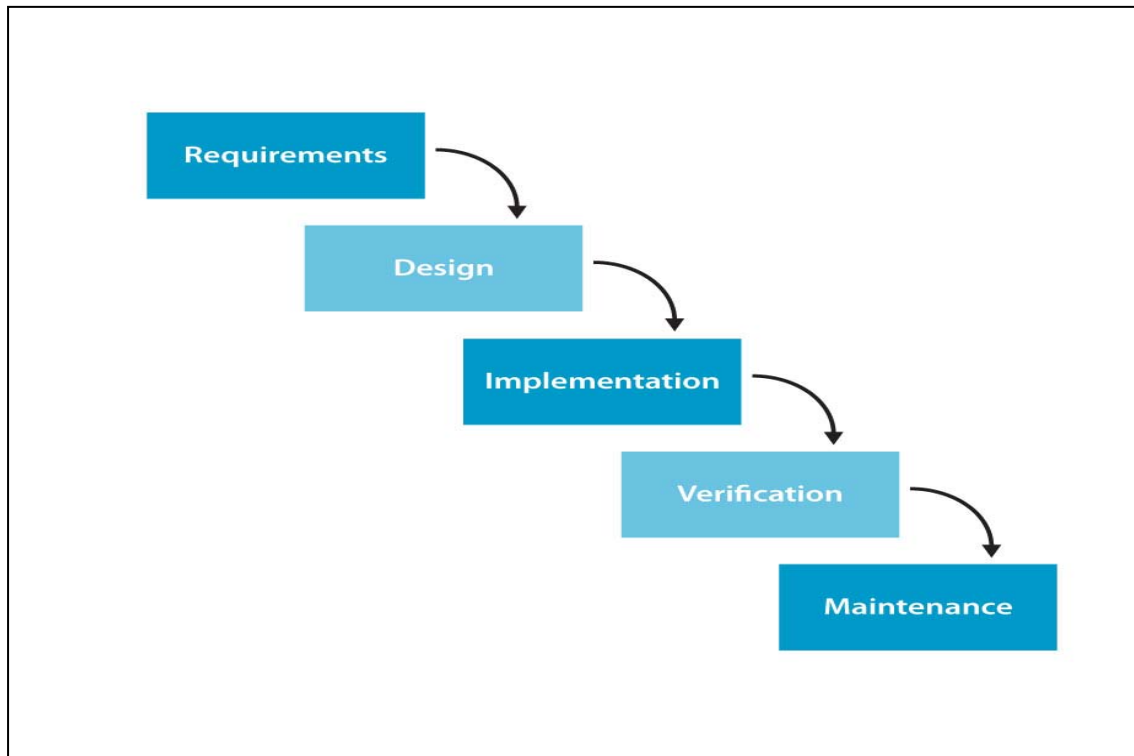 Requirements
Design
Implementation
Verification
Maintenance